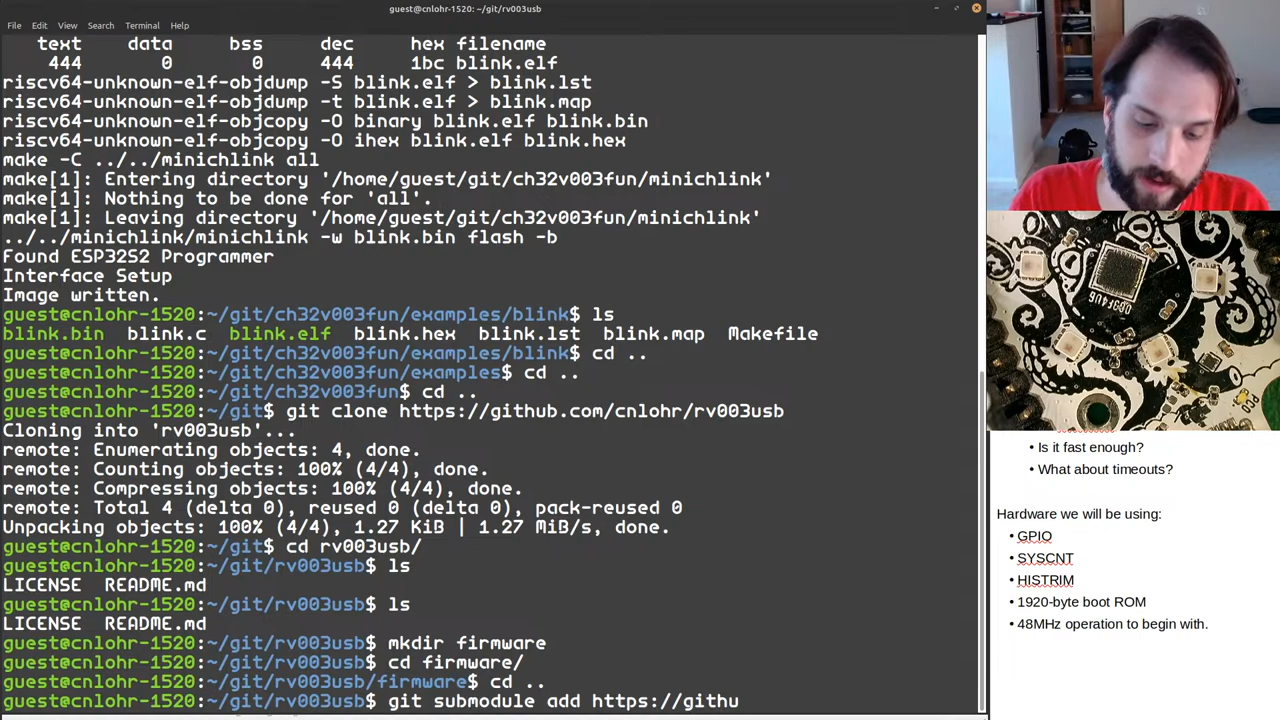 guest@cnlohr-1520: ~/git/rv003usb
File Edit View Search Terminal Help
text data bss dec hex filename
444 0 0 444 1bc blink.elf
riscv64-unknown-elf-objdump -S blink.elf > blink.lst
riscv64-unknown-elf-objdump -t blink.elf > blink.map
riscv64-unknown-elf-objcopy -O binary blink.elf blink.bin
riscv64-unknown-elf-objcopy -O ihex blink.elf blink.hex
make -C ../../minichlink all
make[1]: Entering directory '/home/guest/git/ch32v003fun/minichlink'
make[1]: Nothing to be done for 'all'.
make[1]: Leaving directory '/home/guest/git/ch32v003fun/minichlink'
../../minichlink/minichlink -w blink.bin flash -b
Found ESP32S2 Programmer
Interface Setup
Image written.
guest@cnlohr-1520:~/git/ch32v003fun/examples/blink$ ls
blink.bin blink.c blink.elf blink.hex blink.lst blink.map Makefile
guest@cnlohr-1520:~/git/ch32v003fun/examples/blink$ cd ..
guest@cnlohr-1520:~/git/ch32v003fun/examples$ cd ..
guest@cnlohr-1520:~/git/ch32v003fun$ cd ..
guest@cnlohr-1520:~/git$ git clone https://github.com/cnlohr/rv003usb
Cloning into 'rv003usb'...
remote: Enumerating objects: 4, done.
remote: Counting objects: 100% (4/4), done.
remote: Compressing objects: 100% (4/4), done.
remote: Total 4 (delta 0), reused 0 (delta 0), pack-reused 0
Unpacking objects: 100% (4/4), 1.27 KiB | 1.27 MiB/s, done.
guest@cnlohr-1520:~/git$ cd rv003usb/
guest@cnlohr-1520:~/git/rv003usb$ ls
LICENSE README.md
guest@cnlohr-1520:~/git/rv003usb$ ls
LICENSE README.md
guest@cnlohr-1520:~/git/rv003usb$ mkdir firmware
guest@cnlohr-1520:~/git/rv003usb$ cd firmware/
guest@cnlohr-1520:~/git/rv003usb/firmware$ cd ..
guest@cnlohr-1520:~/git/rv003usb$ git submodule add https://githu
• Is it fast enough?
• What about timeouts?
Hardware we will be using:
• GPIO
• SYSCNT
• HISTRIM
• 1920-byte boot ROM
• 48MHz operation to begin with.